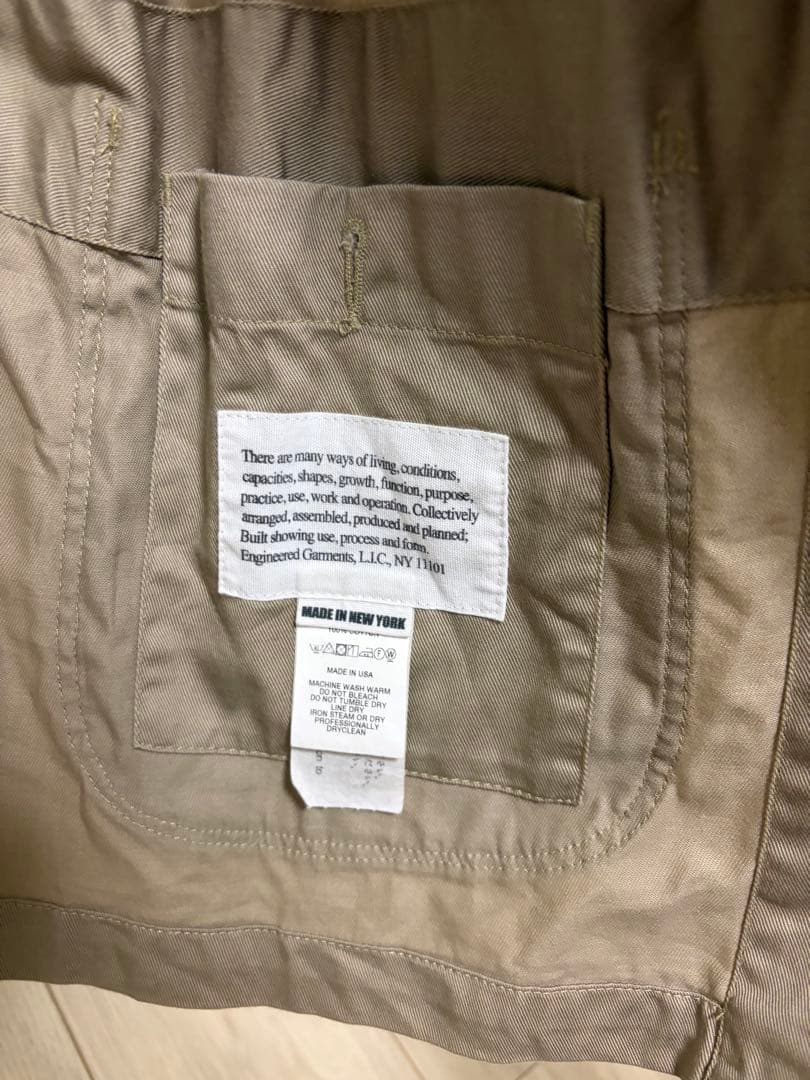 There are many ways of living, conditions,
capacities, shapes, growth, function, purpose,
practice, use, work and operation. Collectively
arranged, assembled, produced and planned;
Built showing use, process and form.
Engineered Garments, L.I.C., NY 11101
MADE IN NEW YORK
100% COTTON
MADE IN USA
MACHINE WASH WARM
DO NOT BLEACH
DO NOT TUMBLE DRY
LINE DRY
IRON STEAM OR DRY
PROFESSIONALLY
DRYCLEAN